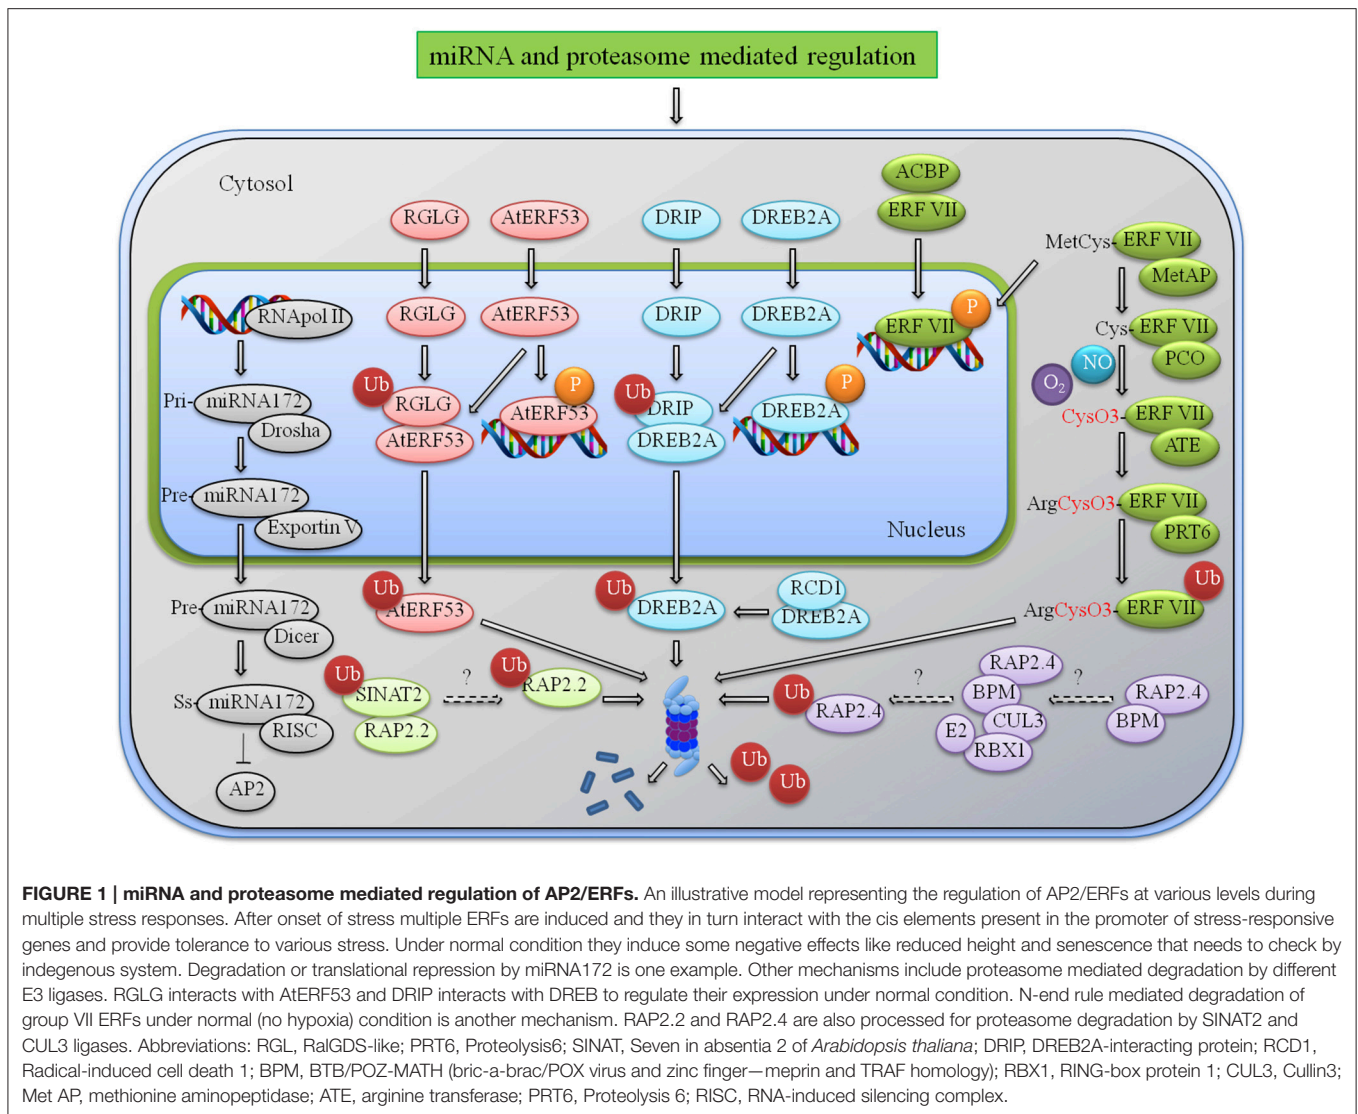 miRNA and proteasome mediated regulation
Cytosol
ACBP
ERF VII
RGLG
AtERF53
DRIP
DREB2A
MetCys-
ERF VII
MetAP
RNApol II
RGLG
AtERF53
DRIP
DREB2A
P
ERF VII
Cys-
ERF VII
PCO
NO
O2
Pri-
miRNA172
Drosha
Ub
RGLG
AtERF53
P
AtERF53
Ub
DRIP
DREB2A
P
DREB2A
CysO3-
ERF VII
ATE
Pre-
miRNA172
Exportin V
Nucleus
ArgCysO3-
ERF VII
PRT6
Pre-
miRNA172
Dicer
Ub
AtERF53
Ub
DREB2A
RCD1
DREB2A
ArgCysO3-
ERF VII
Ub
Ss-
miRNA172
RISC
Ub
SINAT2
RAP2.2
?
Ub
RAP2.2
Ub
RAP2.4
?
RAP2.4
BPM
CUL3
E2
RBX1
?
RAP2.4
BPM
AP2
Ub
Ub
FIGURE 1 | miRNA and proteasome mediated regulation of AP2/ERFs. An illustrative model representing the regulation of AP2/ERFs at various levels during
multiple stress responses. After onset of stress multiple ERFs are induced and they in turn interact with the cis elements present in the promoter of stress-responsive
genes and provide tolerance to various stress. Under normal condition they induce some negative effects like reduced height and senescence that needs to check by
indegenous system. Degradation or translational repression by miRNA172 is one example. Other mechanisms include proteasome mediated degradation by different
E3 ligases. RGLG interacts with AtERF53 and DRIP interacts with DREB to regulate their expression under normal condition. N-end rule mediated degradation of
group VII ERFs under normal (no hypoxia) condition is another mechanism. RAP2.2 and RAP2.4 are also processed for proteasome degradation by SINAT2 and
CUL3 ligases. Abbreviations: RGL, RalGDS-like; PRT6, Proteolysis6; SINAT, Seven in absentia 2 of Arabidopsis thaliana; DRIP, DREB2A-interacting protein; RCD1,
Radical-induced cell death 1; BPM, BTB/POZ-MATH (bric-a-brac/POX virus and zinc finger—meprin and TRAF homology); RBX1, RING-box protein 1; CUL3, Cullin3;
Met AP, methionine aminopeptidase; ATE, arginine transferase; PRT6, Proteolysis 6; RISC, RNA-induced silencing complex.